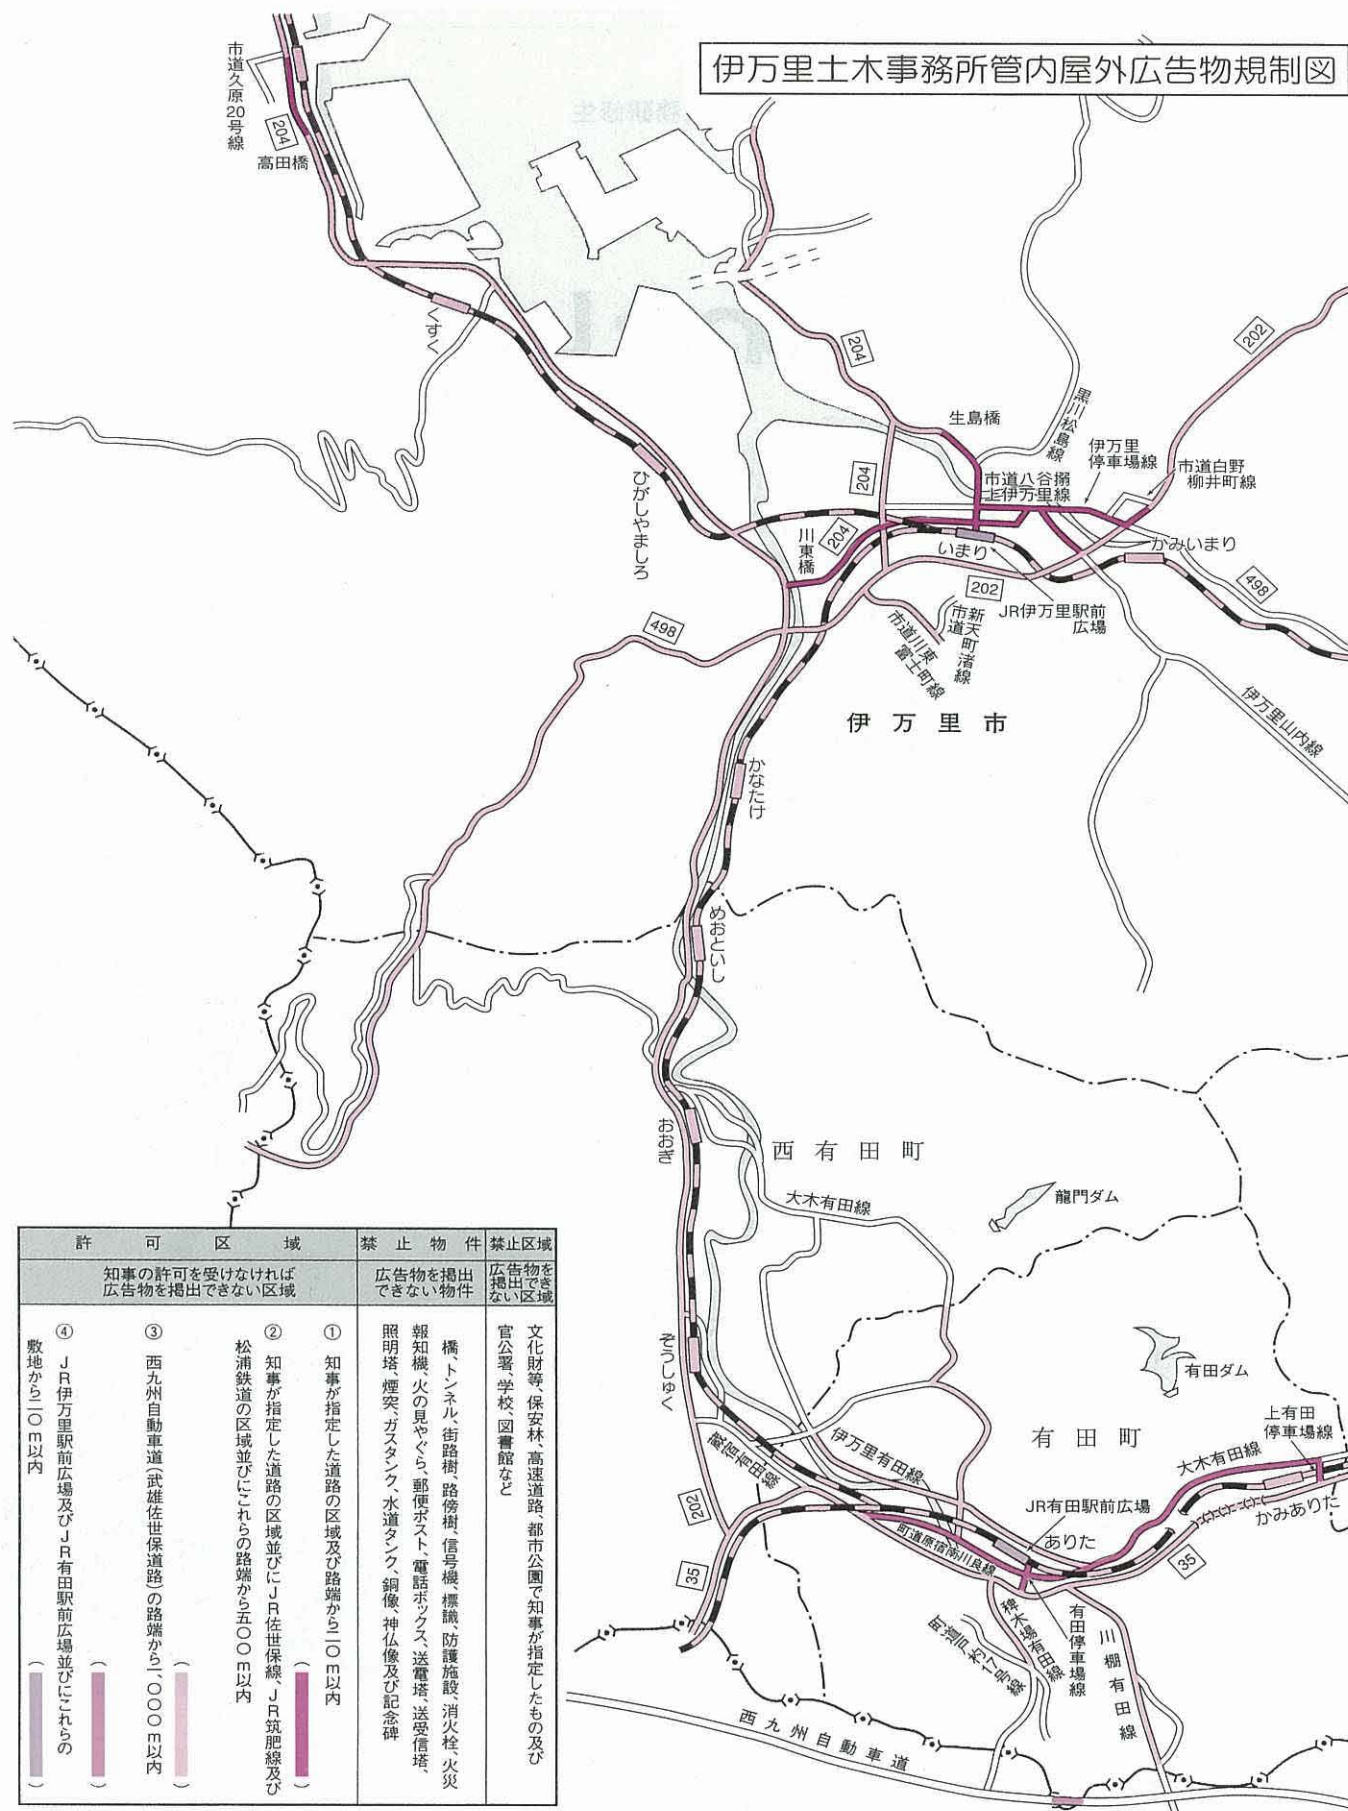 伊万里土木事務所管内屋外広告物規制図
市道久原20号線
204
高田橋
くすく
204
202
生島橋
黒川松島線
伊万里
停車場線
市道白野
柳井町線
204
市道八谷搦
上伊万里線
ひがしやましろ
川東橋
204
いまり
かみいまり
202
498
JR伊万里駅前
広場
498
市道川東
富士町線
市道
新天町渚線
伊万里市
伊万里山内線
かなたけ
めおといし
おおぎ
西有田町
大木有田線
龍門ダム
ぞうしゅく
有田ダム
上有田
停車場線
有田町
大木有田線
伊万里有田線
蔵宿有田線
JR有田駅前広場
ありた
かみありた
202
35
35
町道原宿南川良線
稗木場有田線
有田停車場線
川棚有田線
西九州自動車道
禁止区域
広告物を
掲出でき
ない区域
文化財等、保安林、高速道路、都市公園で知事が指定したもの及び
官公署、学校、図書館など
禁止物件
広告物を掲出
できない物件
橋、トンネル、街路樹、路傍樹、信号機、標識、防護施設、消火栓、火災
報知機、火の見やぐら、郵便ポスト、電話ボックス、送電塔、送受信塔、
照明塔、煙突、ガスタンク、水道タンク、銅像、神仏像及び記念碑
許可区域
知事の許可を受けなければ
広告物を掲出できない区域
① 知事が指定した道路の区域及び路端から二〇m以内 ( )
② 知事が指定した道路の区域並びにJR佐世保線、JR筑肥線及び
松浦鉄道の区域並びにこれらの路端から五〇〇m以内 ( )
③ 西九州自動車道(武雄佐世保道路)の路端から一、〇〇〇m以内 ( )
④ JR伊万里駅前広場及びJR有田駅前広場並びにこれらの
敷地から二〇m以内 ( )